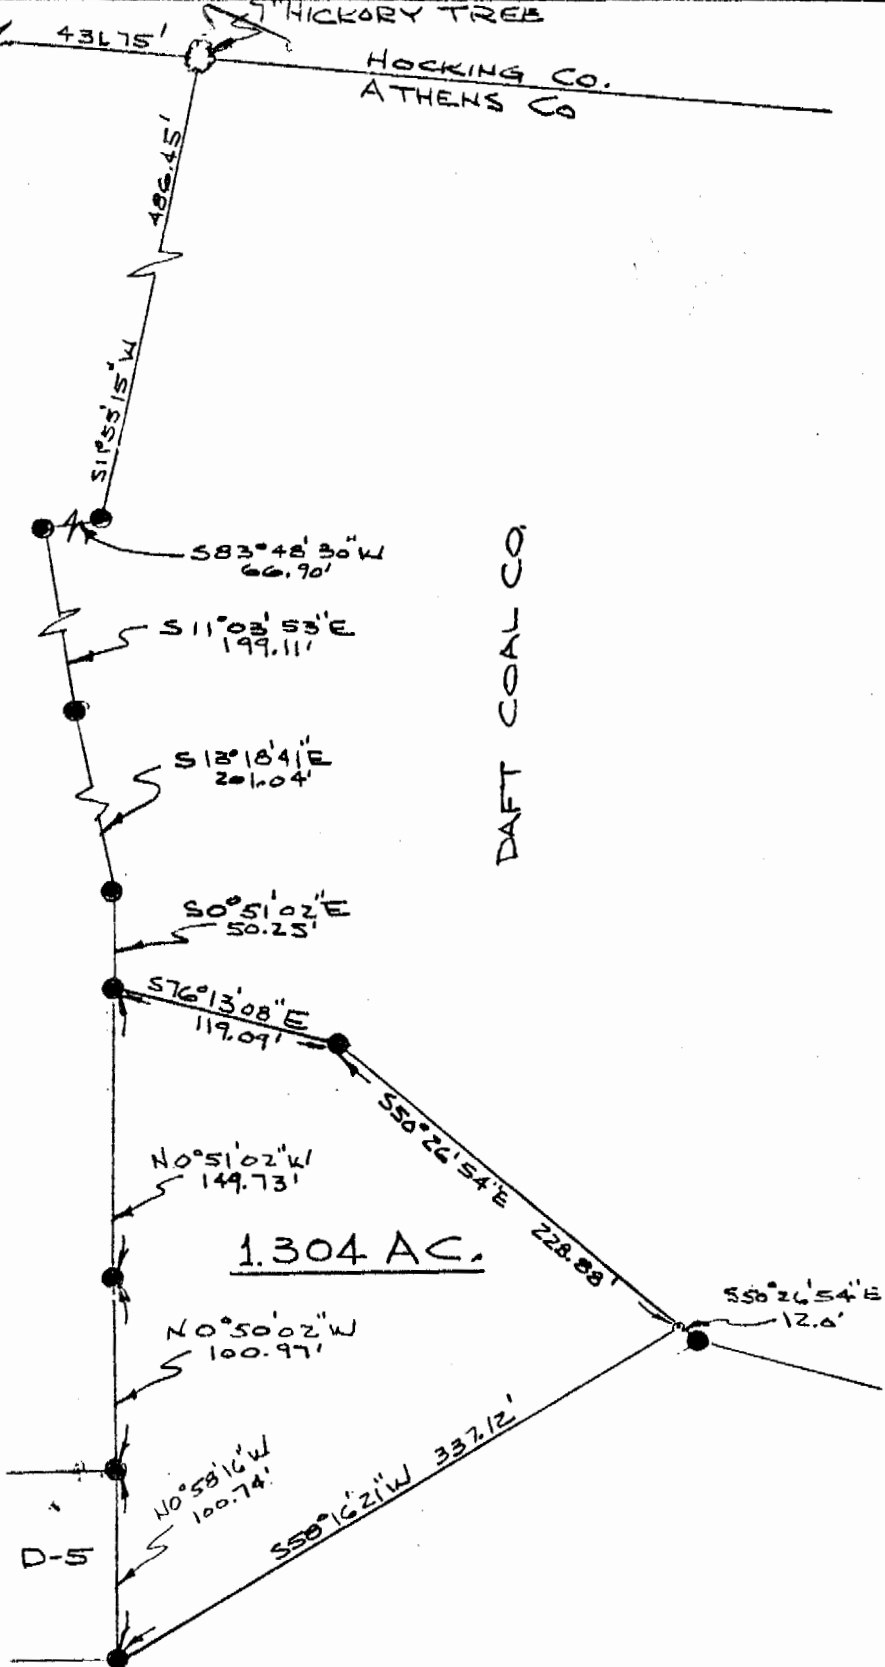 7" HICKORY TREE
431.75'
HOCKING CO.
ATHENS CO
486.45'
S11°55'15"W
S83°48'30"W
66.90'
S11°03'53"E
199.11'
DAFT COAL CO.
S13°18'41"E
201.04'
S0°51'02"E
50.25'
S76°13'08"E
119.09'
S50°26'54"E 228.88'
N0°51'02"W
149.73'
1.304 AC.
S50°26'54"E
12.0'
N0°50'02"W
100.97'
N0°58'16"W
100.74'
S58°16'21"W 337.12'
D-5